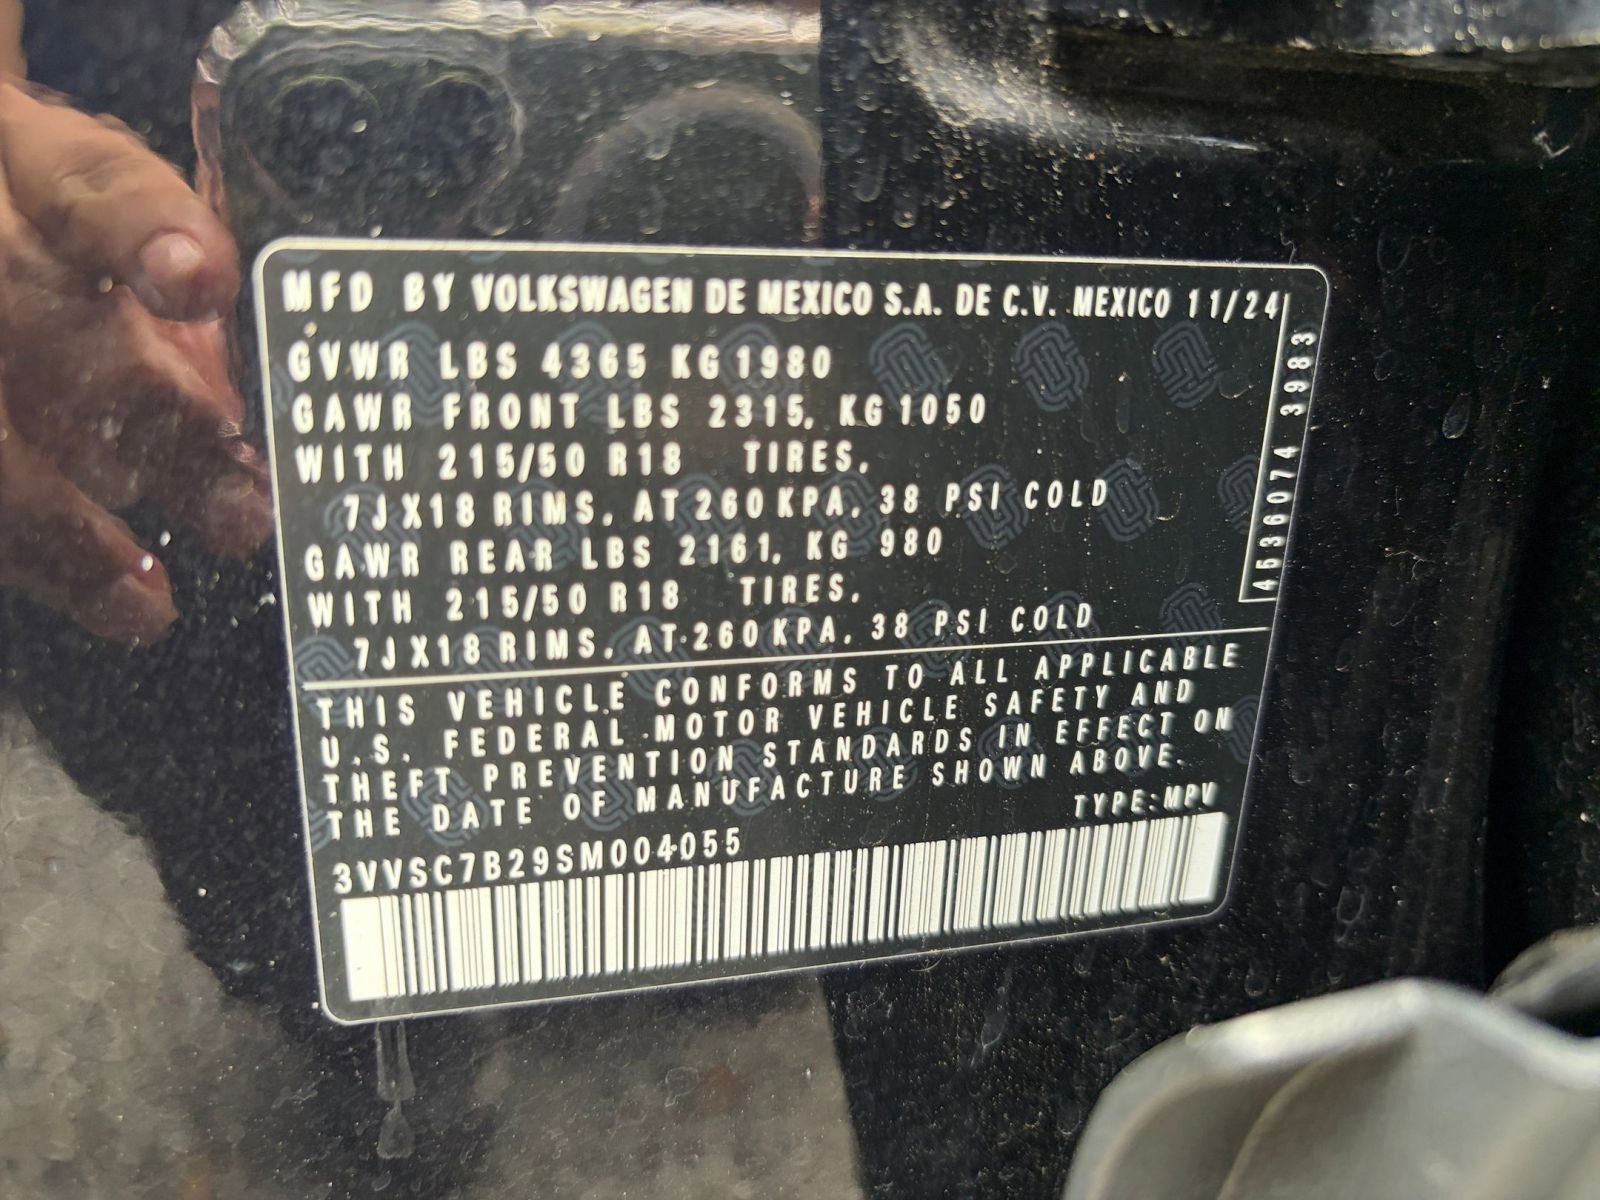 MFD BY VOLKSWAGEN DE MEXICO S.A. DE C.V. MEXICO 11/24
GVWR LBS 4365 KG 1980
GAWR FRONT LBS 2315, KG 1050
WITH 215/50 R18 TIRES,
7JX18 RIMS, AT 260 KPA, 38 PSI COLD
GAWR REAR LBS 2161, KG 980
WITH 215/50 R18 TIRES,
7JX18 RIMS, AT 260 KPA, 38 PSI COLD
4536074 3983
THIS VEHICLE CONFORMS TO ALL APPLICABLE
U.S. FEDERAL MOTOR VEHICLE SAFETY AND
THEFT PREVENTION STANDARDS IN EFFECT ON
THE DATE OF MANUFACTURE SHOWN ABOVE.
TYPE:MPV
3VVSC7B29SM004055